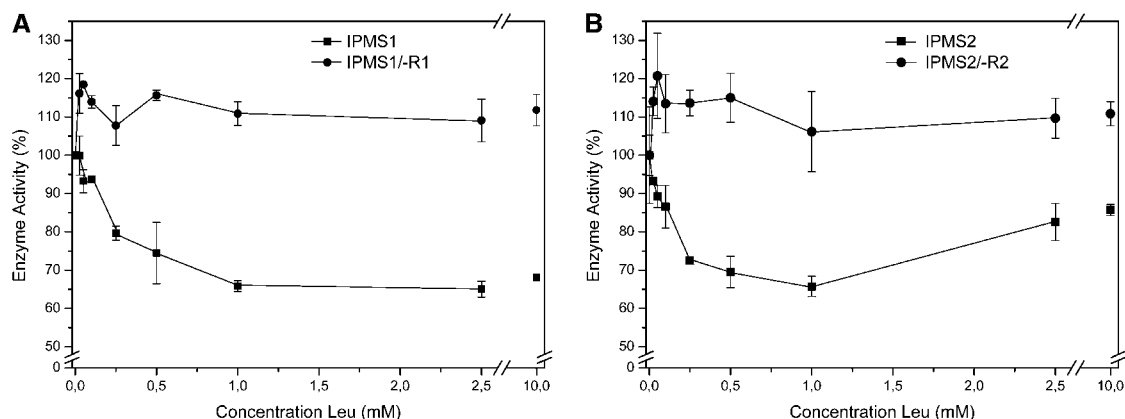 A
IPMS1
IPMS1/-R1
130
120
110
100
90
80
70
60
50
0
Enzyme Activity (%)
0,0 0,5 1,0 1,5 2,0 2,5 10,0
Concentration Leu (mM)
B
IPMS2
IPMS2/-R2
130
120
110
100
90
80
70
60
50
0
Enzyme Activity (%)
0,0 0,5 1,0 1,5 2,0 2,5 10,0
Concentration Leu (mM)